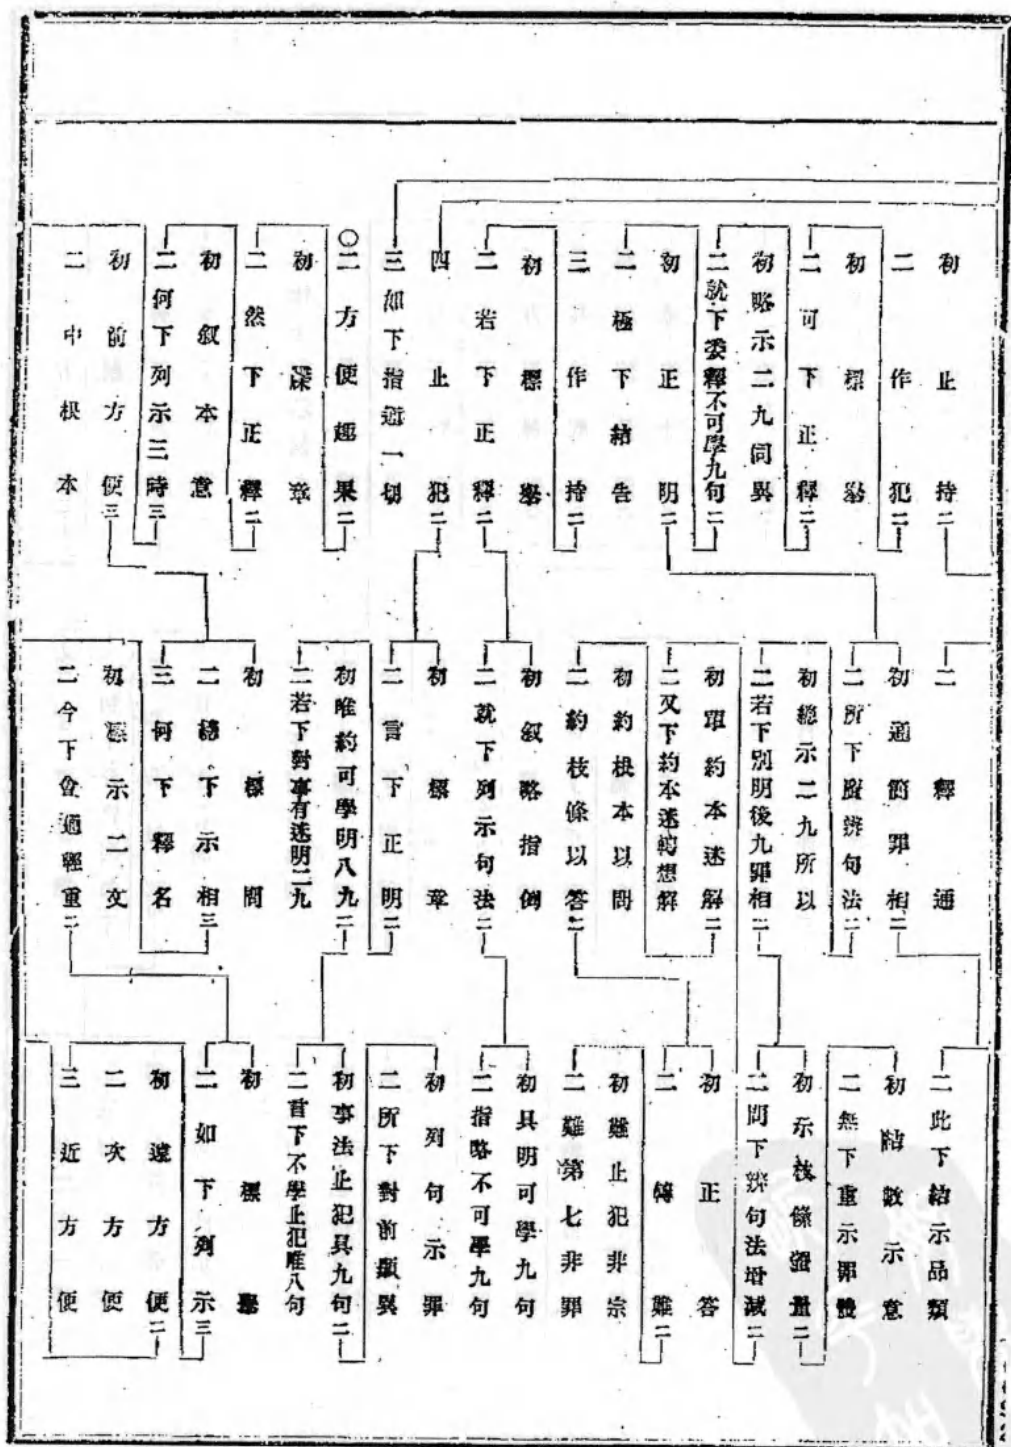 初止持二
二作犯二
初標舉
二可下正釋二
初略示二九同異
二就下委釋不可學九句二
初正明二
二極下結告
三作持二
初標舉
二若下正釋二
四止犯二
三如下指通一切
○二方便趣果二
初牒章
二然下正釋二
初敘本意
二何下列示三時三
初前方便三
二中根本
二釋通
初通簡罪相二
二所下證辨句法二
初總示二九所以
二若下別明後九罪相二
初單約本迷解二
二又下約本迷轉想解
初約根本以問
二約枝條以答二
初敘略指例
二就下列示句法二
初標章
二言下正明二
初唯約可學明八九二
二若下對事有迷明二九
初標問
二總下示相三
三何下釋名
初標示二文
二今下會通輕重二
二此下結示品類
初結數示意
二無下重示罪體
初示枝條分量二
二問下辨句法增減二
初正答
二轉難二
初難止犯非宗
二難第七非罪
初具明可學九句
二指略不可學九句
初列句示罪
二所下對前顯異
初事法止犯具九句二
二首下不學止犯唯八句
初標舉
二如下列示三
初遠方便二
二次方便
三近方便